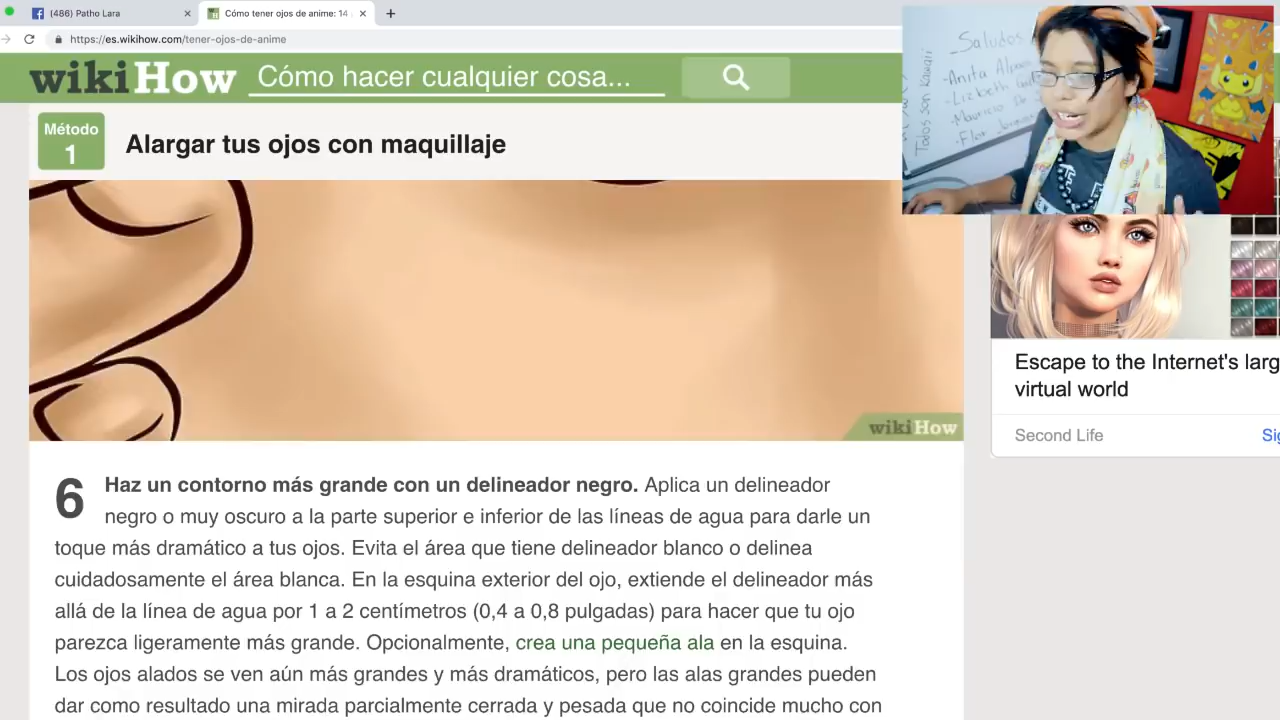 (486) Patho Lara
Cómo tener ojos de anime: 14
https://es.wikihow.com/tener-ojos-de-anime
wikiHow
Cómo hacer cualquier cosa...
Método
1
Alargar tus ojos con maquillaje
Saludos
Todos son kawaii
-Anita
-Lizbeth
-Mauricio
-Flor
wikiHow
Escape to the Internet's larg
virtual world
Second Life
Sig
6
Haz un contorno más grande con un delineador negro. Aplica un delineador
negro o muy oscuro a la parte superior e inferior de las líneas de agua para darle un
toque más dramático a tus ojos. Evita el área que tiene delineador blanco o delinea
cuidadosamente el área blanca. En la esquina exterior del ojo, extiende el delineador más
allá de la línea de agua por 1 a 2 centímetros (0,4 a 0,8 pulgadas) para hacer que tu ojo
parezca ligeramente más grande. Opcionalmente, crea una pequeña ala en la esquina.
Los ojos alados se ven aún más grandes y más dramáticos, pero las alas grandes pueden
dar como resultado una mirada parcialmente cerrada y pesada que no coincide mucho con